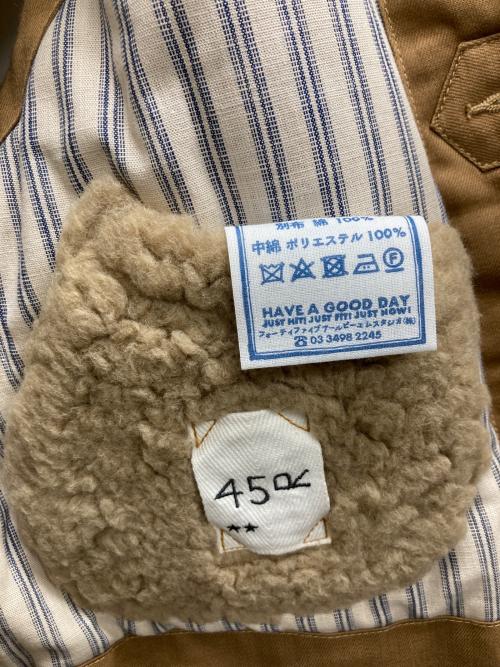 別布 綿 100%
中綿 ポリエステル 100%
HAVE A GOOD DAY
JUST HIT! JUST FIT! JUST NOW!
フォーティファイブアールピーエムスタジオ(株)
☎03 3498 2245
45R
★★